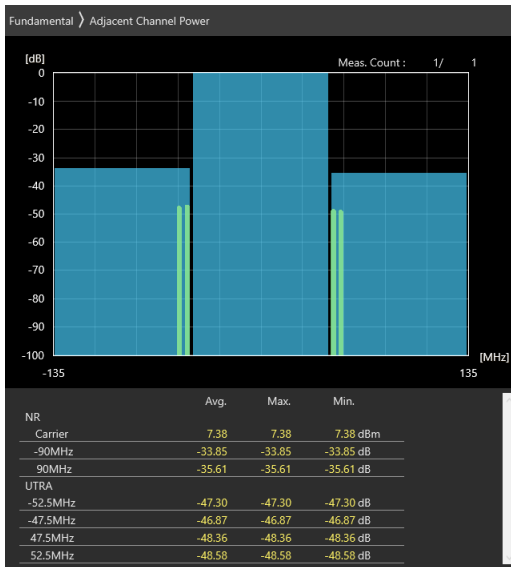 Fundamental 〉 Adjacent Channel Power
[dB]
Meas. Count : 1/ 1
0
-10
-20
-30
-40
-50
-60
-70
-80
-90
-100
[MHz]
-135 135
Avg. Max. Min.
NR
Carrier 7.38 7.38 7.38 dBm
-90MHz -33.85 -33.85 -33.85 dB
90MHz -35.61 -35.61 -35.61 dB
UTRA
-52.5MHz -47.30 -47.30 -47.30 dB
-47.5MHz -46.87 -46.87 -46.87 dB
47.5MHz -48.36 -48.36 -48.36 dB
52.5MHz -48.58 -48.58 -48.58 dB